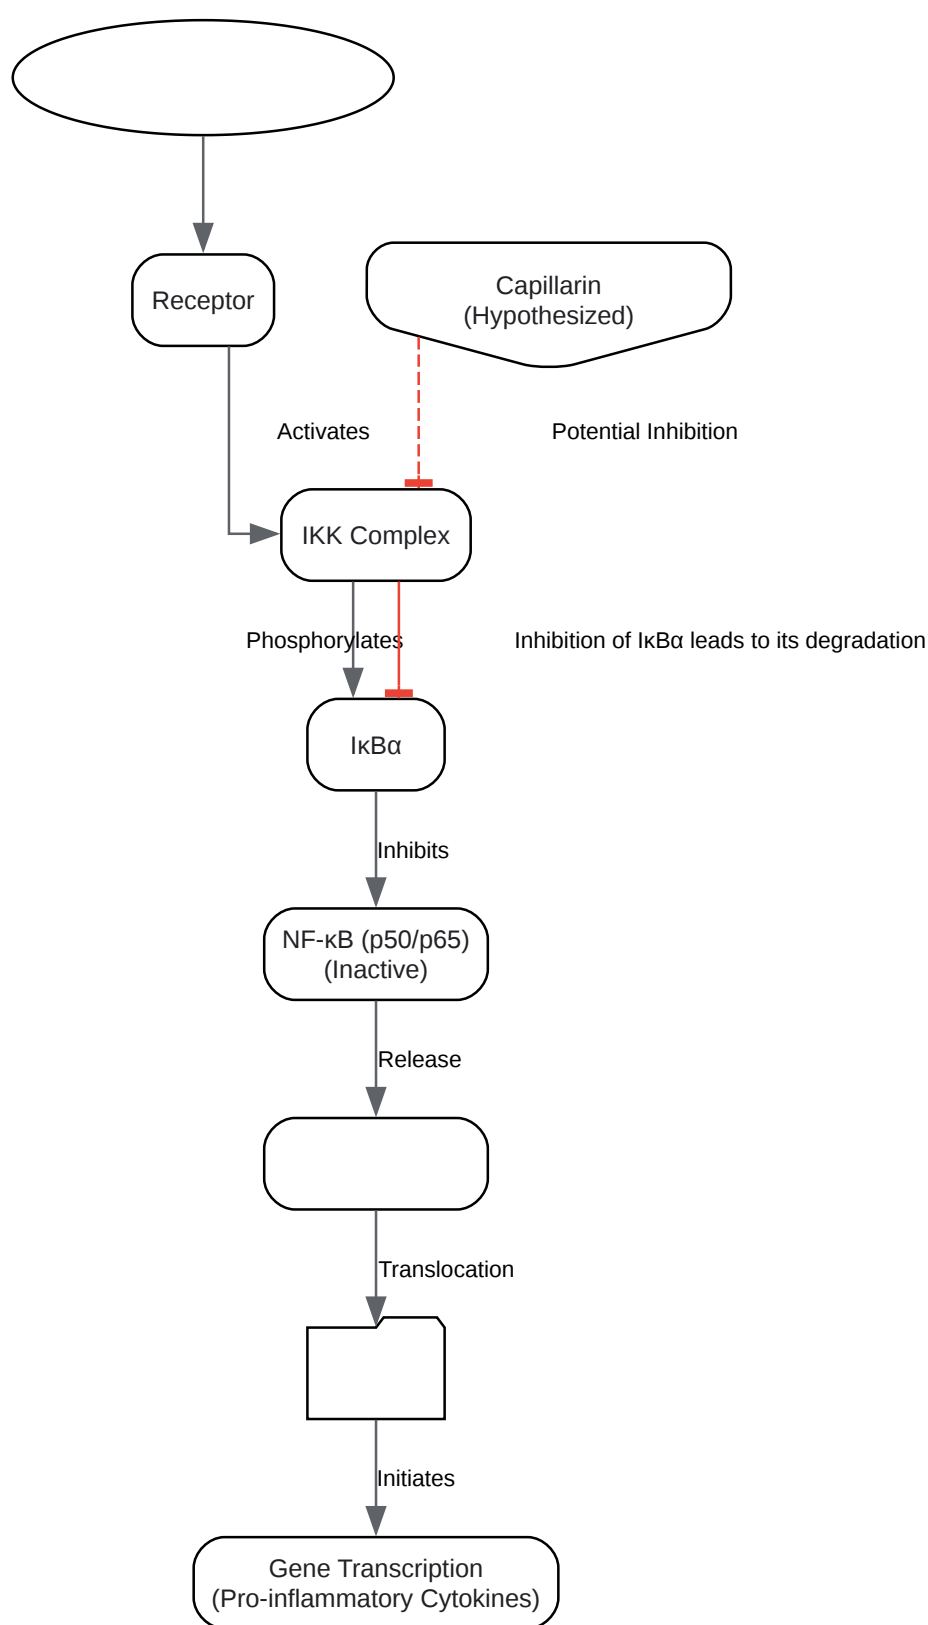 Receptor
Capillarin
(Hypothesized)
Activates
Potential Inhibition
IKK Complex
Phosphorylates
Inhibition of IκBα leads to its degradation
IκBα
Inhibits
NF-κB (p50/p65)
(Inactive)
Release
Translocation
Initiates
Gene Transcription
(Pro-inflammatory Cytokines)